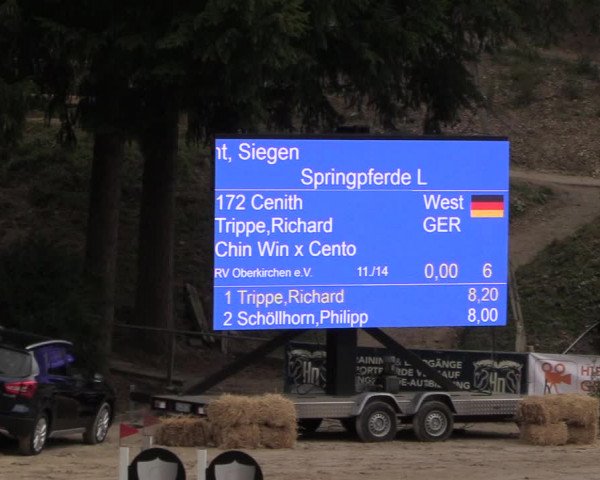 nt, Siegen
Springpferde L
172 Cenith West
Trippe,Richard GER
Chin Win x Cento
RV Oberkirchen e.V. 11./14 0,00 6
1 Trippe,Richard 8,20
2 Schöllhorn,Philipp 8,00
TRAINING